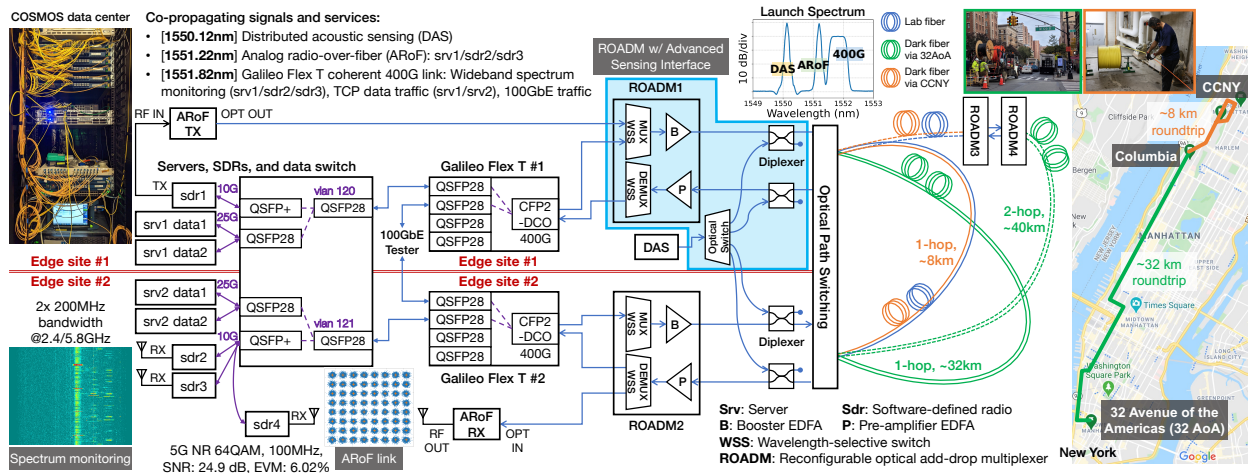 COSMOS data center
Co-propagating signals and services:
• [1550.12nm] Distributed acoustic sensing (DAS)
• [1551.22nm] Analog radio-over-fiber (ARoF): srv1/sdr2/sdr3
• [1551.82nm] Galileo Flex T coherent 400G link: Wideband spectrum
monitoring (srv1/sdr2/sdr3), TCP data traffic (srv1/srv2), 100GbE traffic
ROADM w/ Advanced
Sensing Interface
Launch Spectrum
10 dB/div
DAS
ARoF
400G
1549 1550 1551 1552 1553
Wavelength (nm)
Lab fiber
Dark fiber
via 32AoA
Dark fiber
via CCNY
RF IN
ARoF
TX
OPT OUT
ROADM1
MUX
WSS
B
DEMUX
WSS
P
Diplexer
Optical
Switch
DAS
Optical Path Switching
ROADM3
ROADM4
2-hop,
~40km
1-hop,
~8km
1-hop, ~32km
Servers, SDRs, and data switch
TX
sdr1
10G
QSFP+
vlan 120
QSFP28
srv1 data1
25G
QSFP28
srv1 data2
Galileo Flex T #1
QSFP28
QSFP28
QSFP28
QSFP28
CFP2
-DCO
400G
100GbE
Tester
Edge site #1
Edge site #1
Edge site #2
Edge site #2
2x 200MHz
bandwidth
@2.4/5.8GHz
Spectrum monitoring
srv2 data1
25G
QSFP28
srv2 data2
10G
vlan 121
QSFP+
QSFP28
RX
sdr2
RX
sdr3
sdr4
RX
QSFP28
QSFP28
QSFP28
QSFP28
CFP2
-DCO
400G
Galileo Flex T #2
MUX
WSS
B
DEMUX
WSS
P
ROADM2
Diplexer
5G NR 64QAM, 100MHz,
SNR: 24.9 dB, EVM: 6.02%
ARoF link
RF
OUT
ARoF
RX
OPT
IN
Srv: Server
Sdr: Software-defined radio
B: Booster EDFA
P: Pre-amplifier EDFA
WSS: Wavelength-selective switch
ROADM: Reconfigurable optical add-drop multiplexer
CCNY
~8 km
roundtrip
Cliffside Park
Columbia
HARLEM
Bergen
MANHATTAN
~32 km
roundtrip
Times Square
MIDTOWN
MANHATTAN
Washington
Square Park
GREENPOINT
32 Avenue of the
Americas (32 AoA)
New York
Google